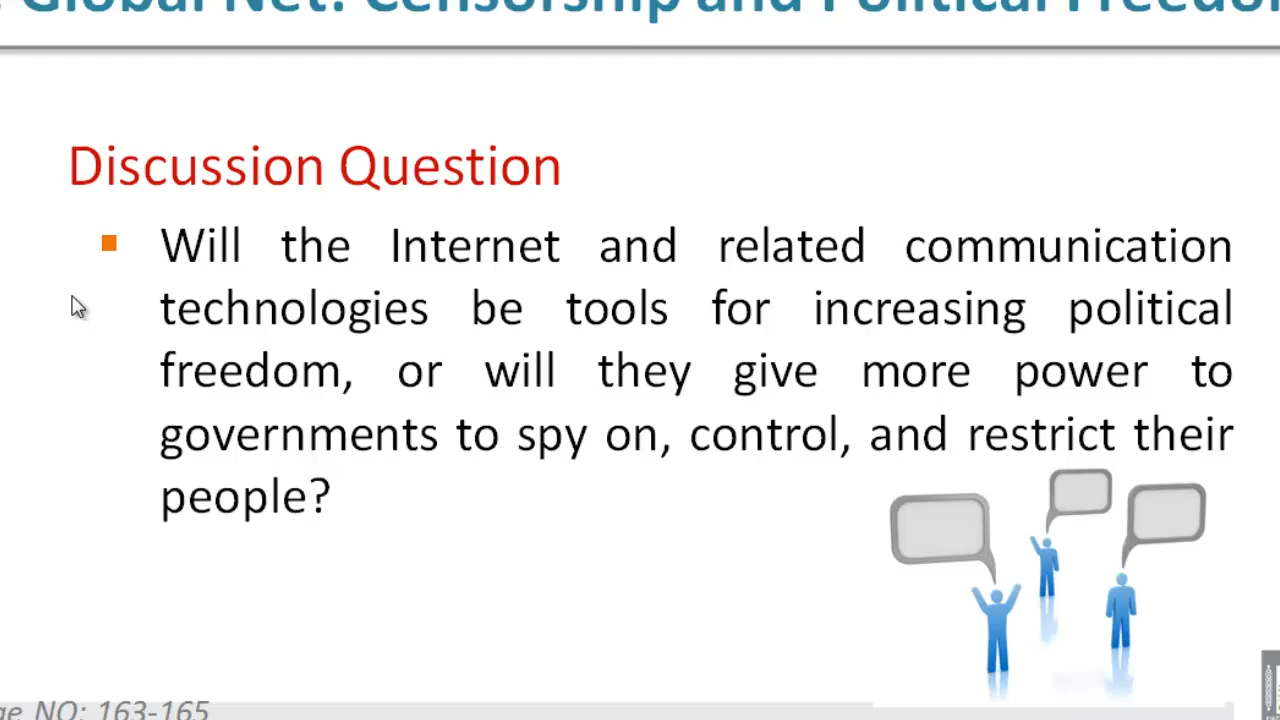 Global Net: Censorship and Political Freedom
Discussion Question
Will the Internet and related communication
technologies be tools for increasing political
freedom, or will they give more power to
governments to spy on, control, and restrict their
people?
ge NO: 163-165